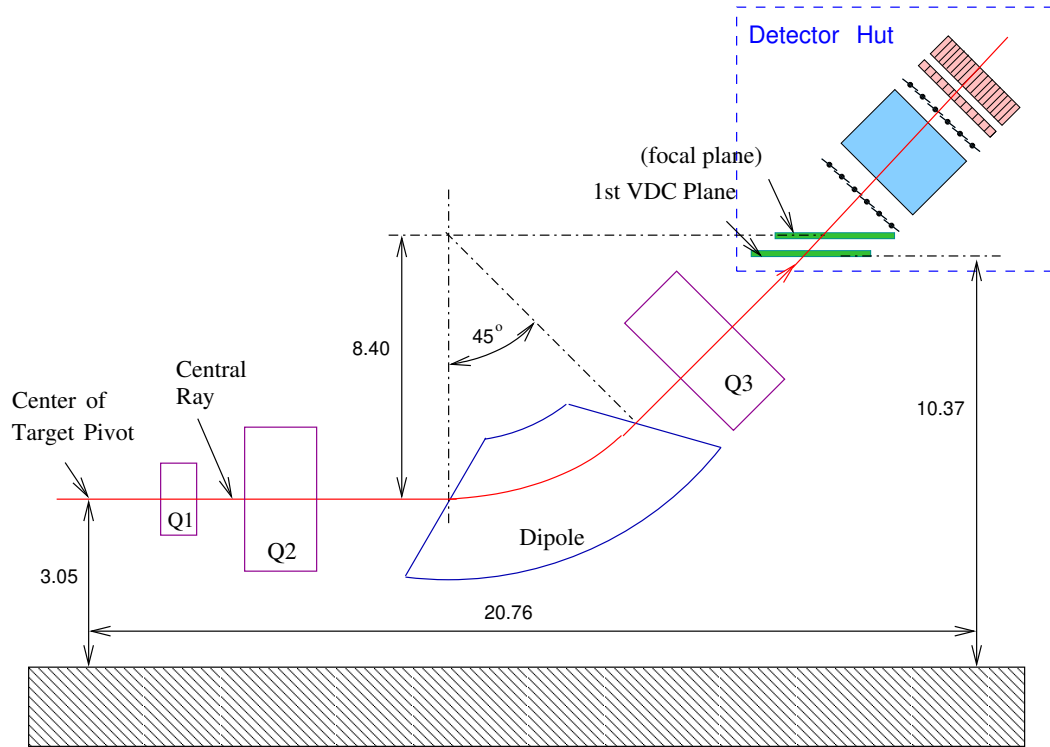 Detector Hut
(focal plane)
1st VDC Plane
45°
8.40
Central
Ray
Q3
10.37
Center of
Target Pivot
Q1
Q2
Dipole
3.05
20.76